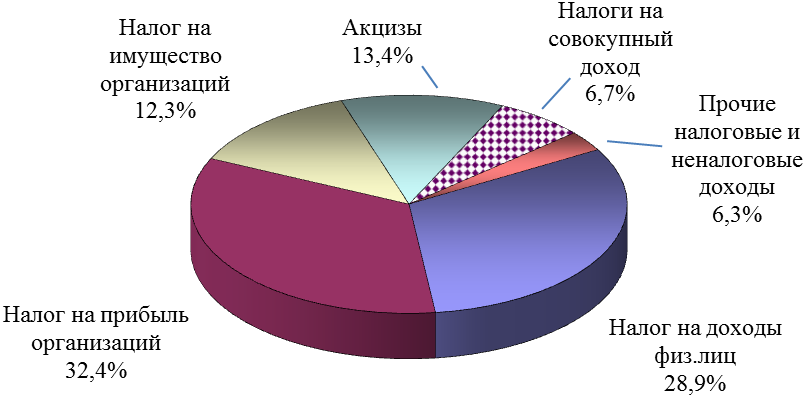 Налог на
имущество
организаций
12,3%
Акцизы
13,4%
Налоги на
совокупный
доход
6,7%
Прочие
налоговые и
неналоговые
доходы
6,3%
Налог на прибыль
организаций
32,4%
Налог на доходы
физ.лиц
28,9%